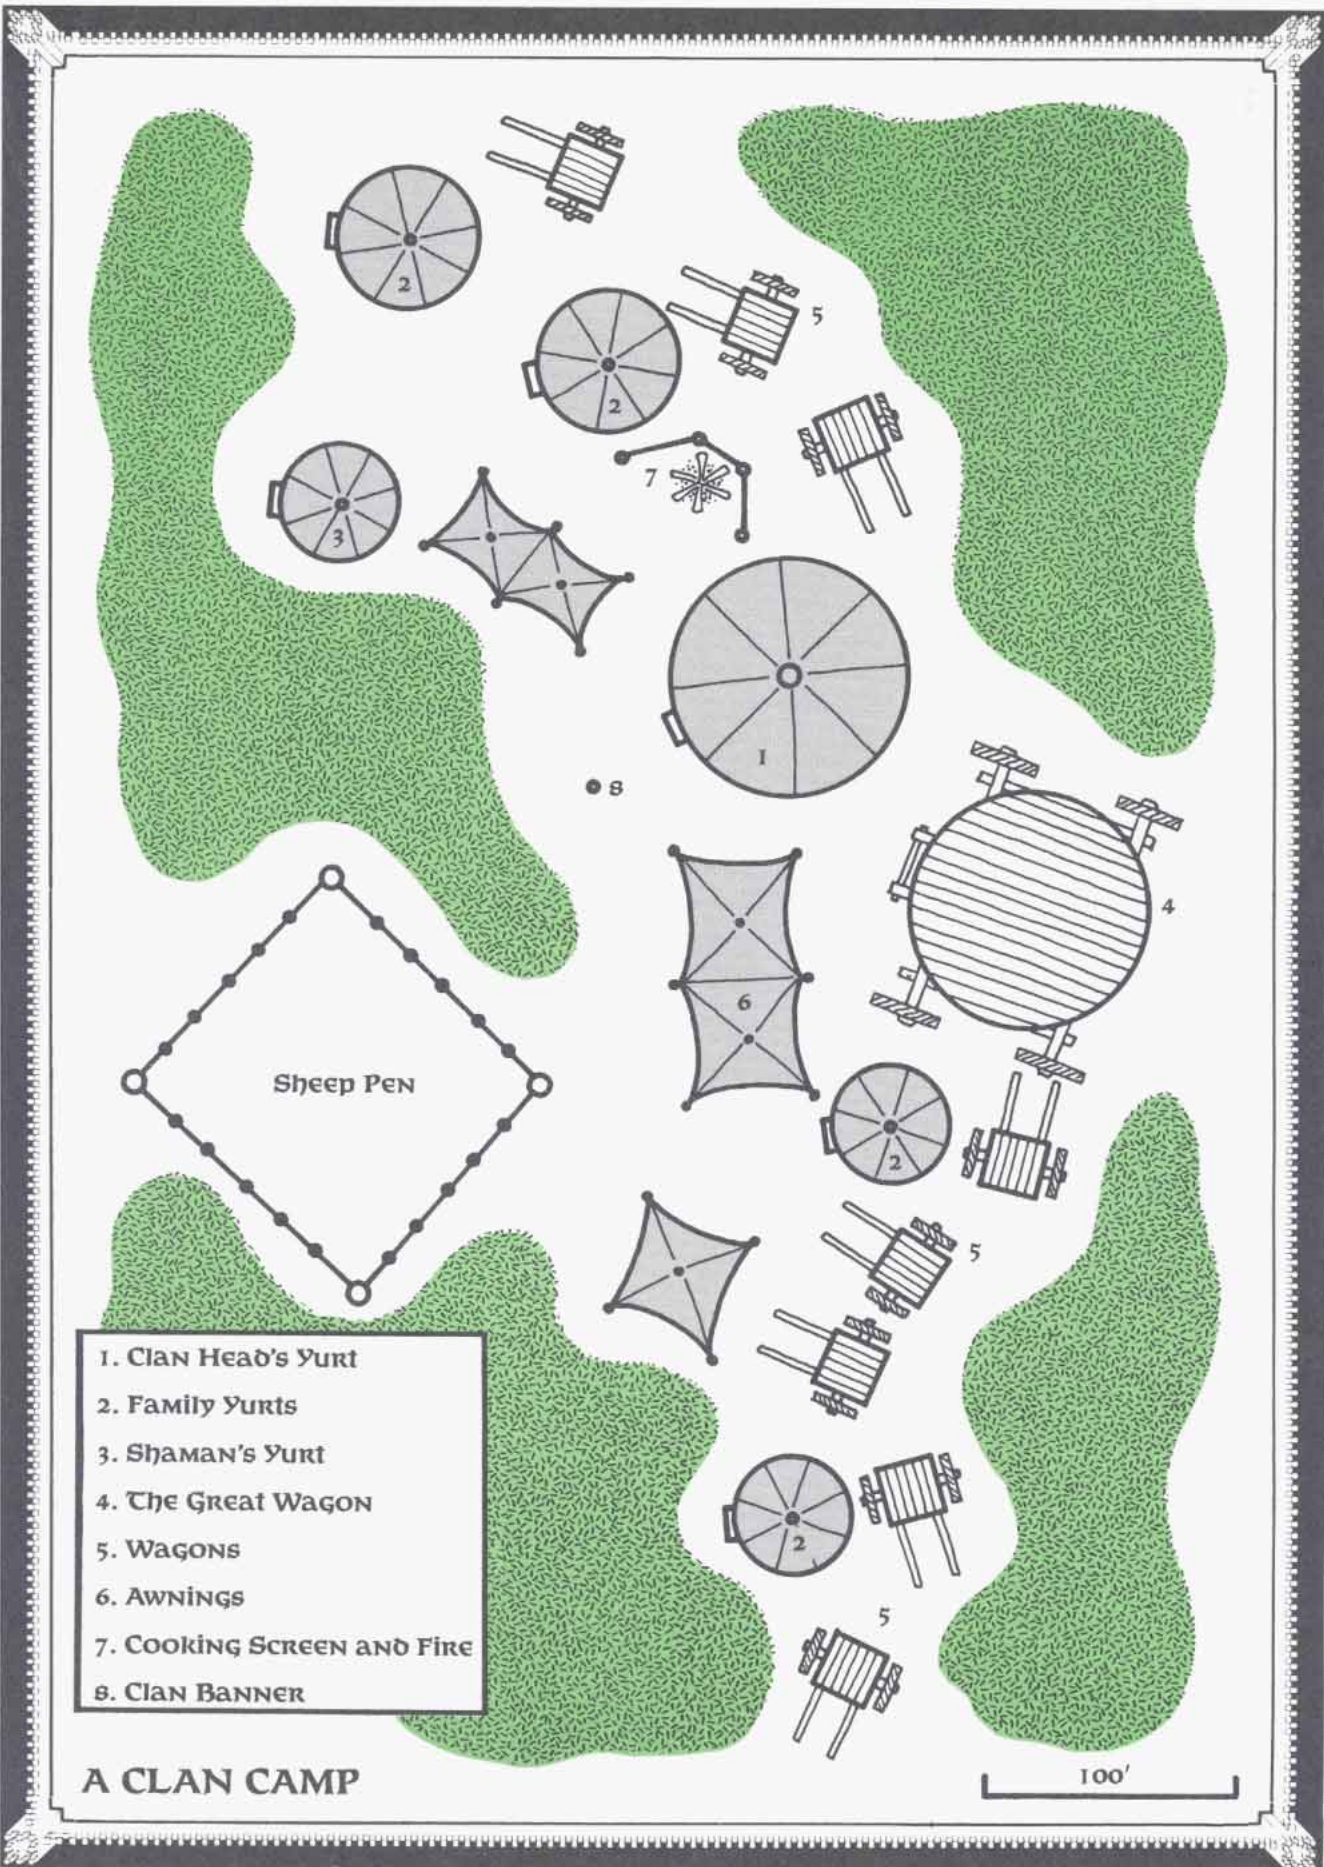 2
5
2
7
3
1
8
4
6
Sheep Pen
2
5
1. Clan Head's Yurt
2. Family Yurts
3. Shaman's Yurt
4. The Great Wagon
5. Wagons
6. Awnings
7. Cooking Screen and Fire
8. Clan Banner
2
5
A CLAN CAMP
100'